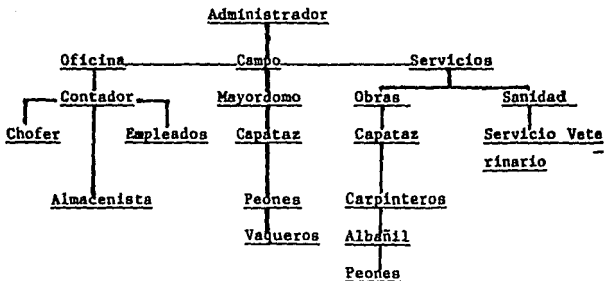 Administrador
Oficina Campo Servicios
Contador Mayordomo Obras Sanidad
Chofer Empleados Capataz Capataz Servicio Vete
rinario
Almacenista Peones Carpinteros
Vaqueros Albañil
Peones